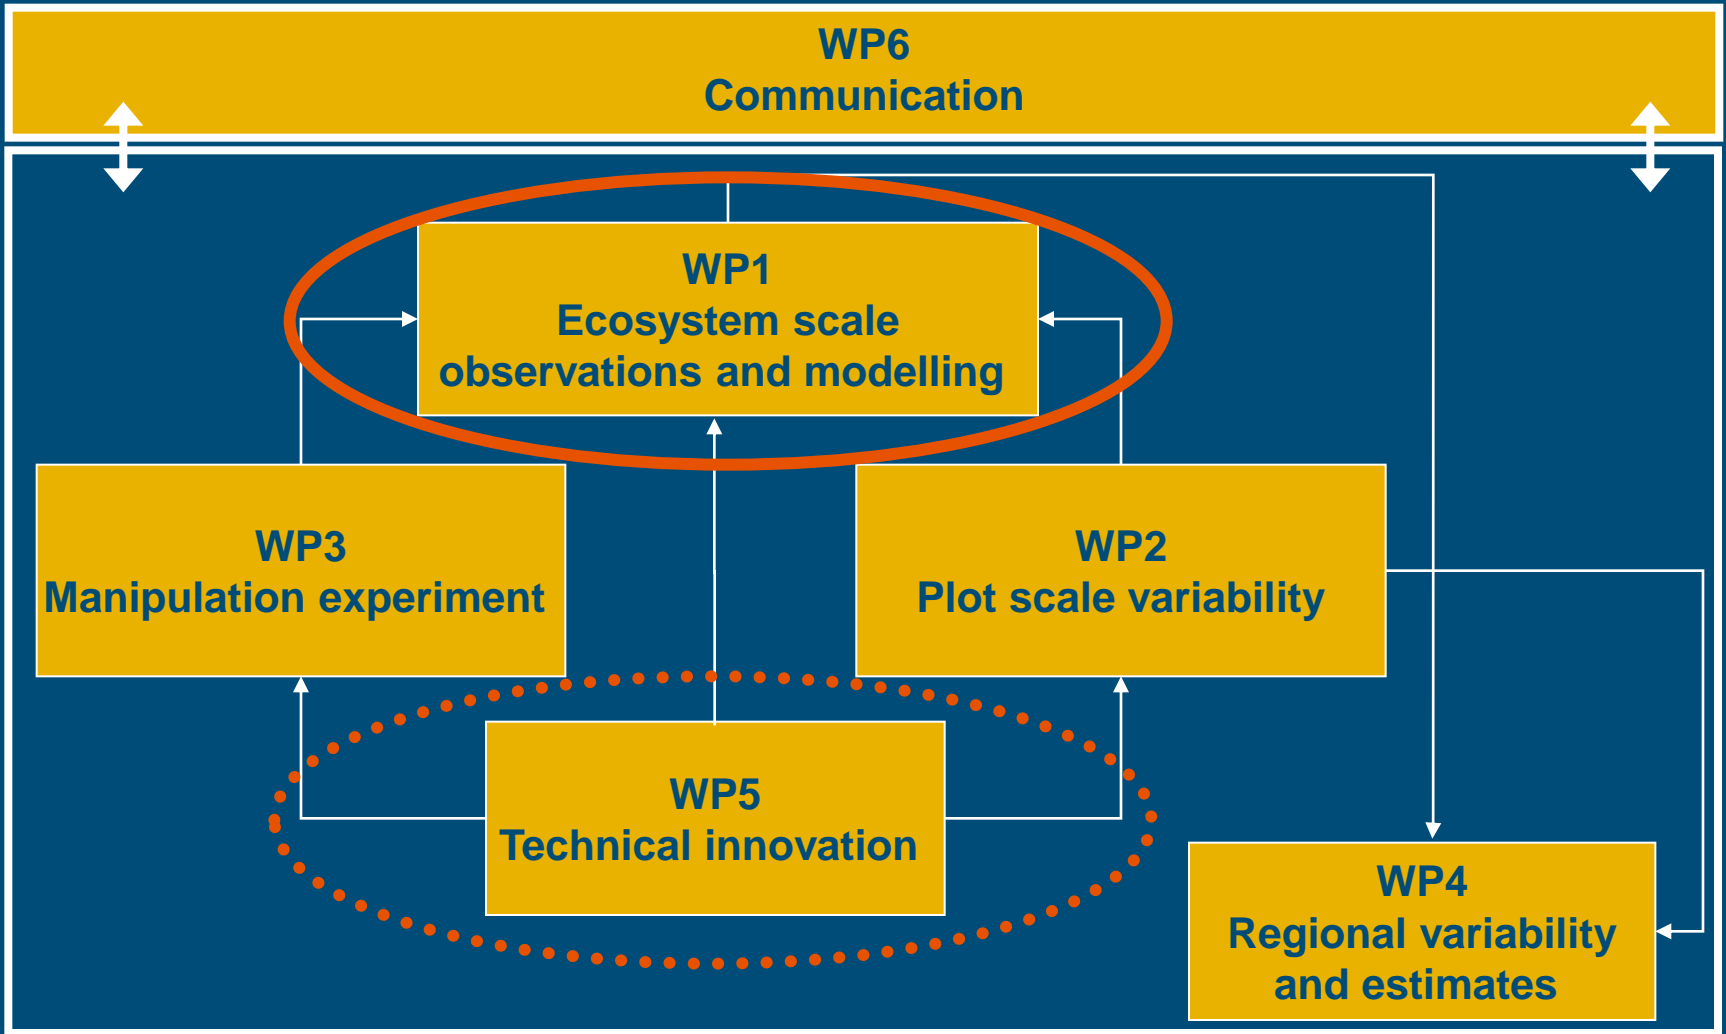 WP6
Communication
WP1
Ecosystem scale
observations and modelling
WP3
Manipulation experiment
WP2
Plot scale variability
WP5
Technical innovation
WP4
Regional variability
and estimates